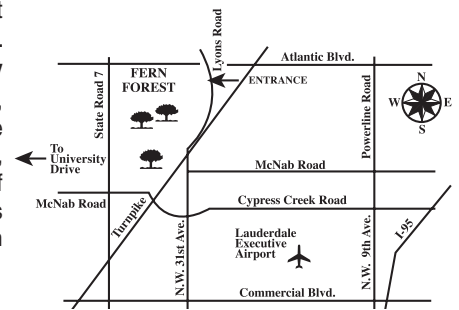 Lyons Road
Atlantic Blvd.
FERN
FOREST
ENTRANCE
State Road 7
Powerline Road
N
W
E
S
To
University
Drive
McNab Road
McNab Road
Cypress Creek Road
Turnpike
N.W. 31st Ave.
Lauderdale
Executive
Airport
N.W. 9th Ave.
I-95
Commercial Blvd.